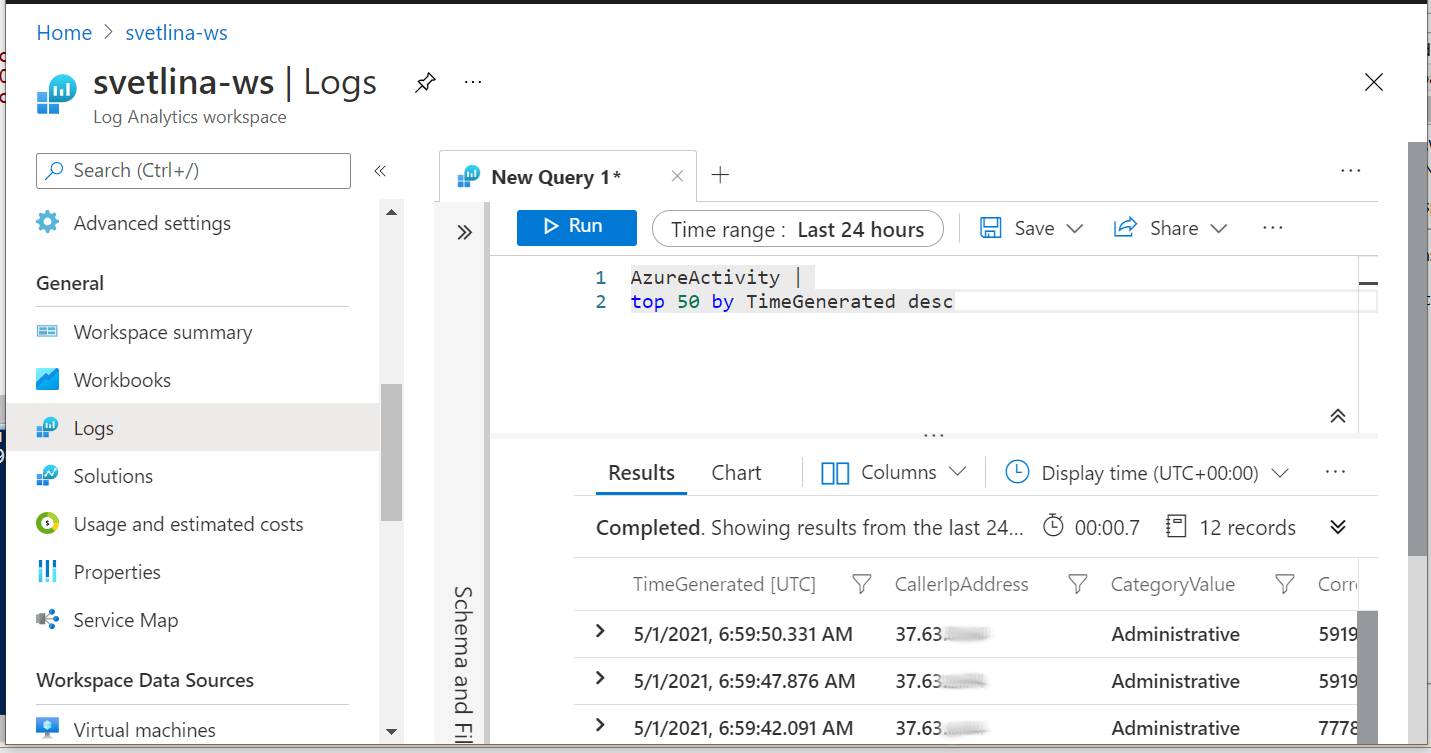 Home > svetlina-ws
svetlina-ws | Logs
...
Log Analytics workspace
Search (Ctrl+/)
«
Advanced settings
General
Workspace summary
Workbooks
Logs
Solutions
Usage and estimated costs
Properties
Service Map
Workspace Data Sources
Virtual machines
New Query 1*
Run
Time range : Last 24 hours
Save
Share
1 AzureActivity |
2 top 50 by TimeGenerated desc
Schema and Fil
Results
Chart
Columns
Display time (UTC+00:00)
Completed. Showing results from the last 24...
00:00.7
12 records
TimeGenerated [UTC] CallerIpAddress CategoryValue Corre
5/1/2021, 6:59:50.331 AM 37.63. Administrative 5919
5/1/2021, 6:59:47.876 AM 37.63. Administrative 5919
5/1/2021, 6:59:42.091 AM 37.63. Administrative 7778